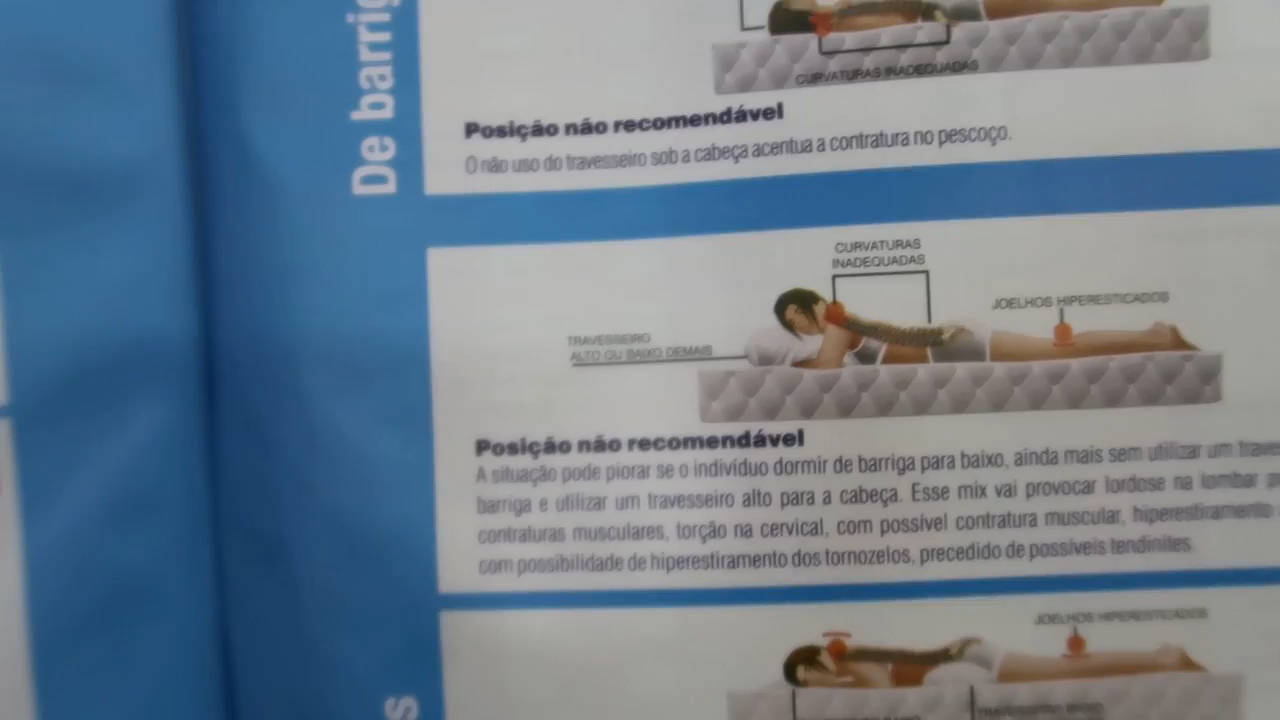 De barrig
CURVATURAS INADEQUADAS
Posição não recomendável
O não uso do travesseiro sob a cabeça acentua a contratura no pescoço.
CURVATURAS
INADEQUADAS
JOELHOS HIPERESTICADOS
TRAVESSEIRO
ALTO OU BAIXO DEMAIS
Posição não recomendável
A situação pode piorar se o indivíduo dormir de barriga para baixo, ainda mais sem utilizar um trave
barriga e utilizar um travesseiro alto para a cabeça. Esse mix vai provocar lordose na lombar p
contraturas musculares, torção na cervical, com possível contratura muscular, hiperestiramento
com possibilidade de hiperestiramento dos tornozelos, precedido de possíveis tendinites.
JOELHOS HIPERESTICADOS
s